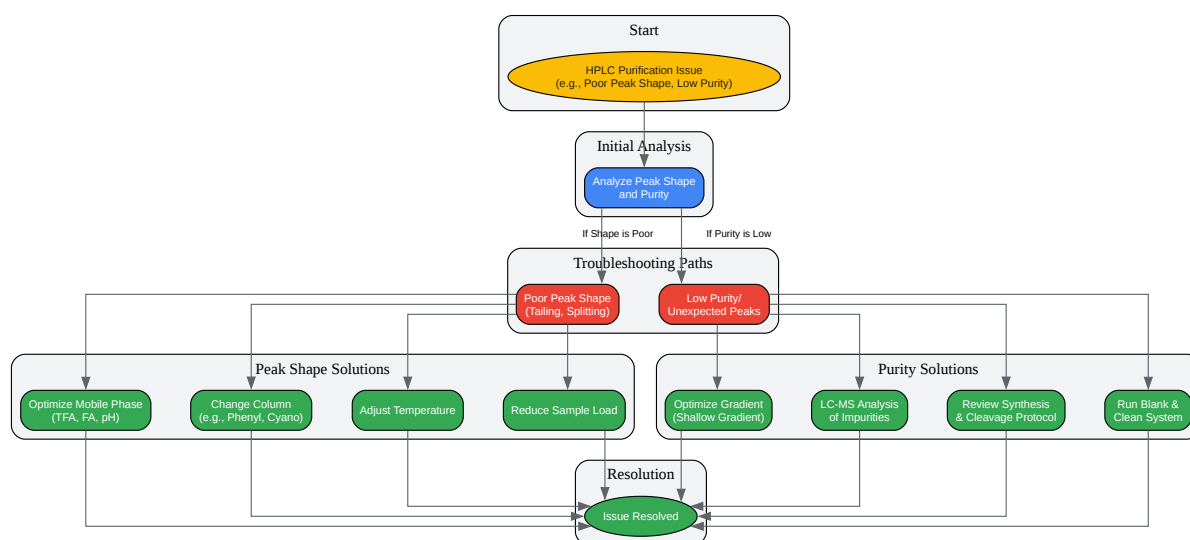 Start
HPLC Purification Issue
(e.g., Poor Peak Shape, Low Purity)
Initial Analysis
Analyze Peak Shape
and Purity
If Shape is Poor
If Purity is Low
Troubleshooting Paths
Poor Peak Shape
(Tailing, Splitting)
Low Purity/
Unexpected Peaks
Peak Shape Solutions
Optimize Mobile Phase
(TFA, FA, pH)
Change Column
(e.g., Phenyl, Cyano)
Adjust Temperature
Reduce Sample Load
Purity Solutions
Optimize Gradient
(Shallow Gradient)
LC-MS Analysis
of Impurities
Review Synthesis
& Cleavage Protocol
Run Blank &
Clean System
Resolution
Issue Resolved